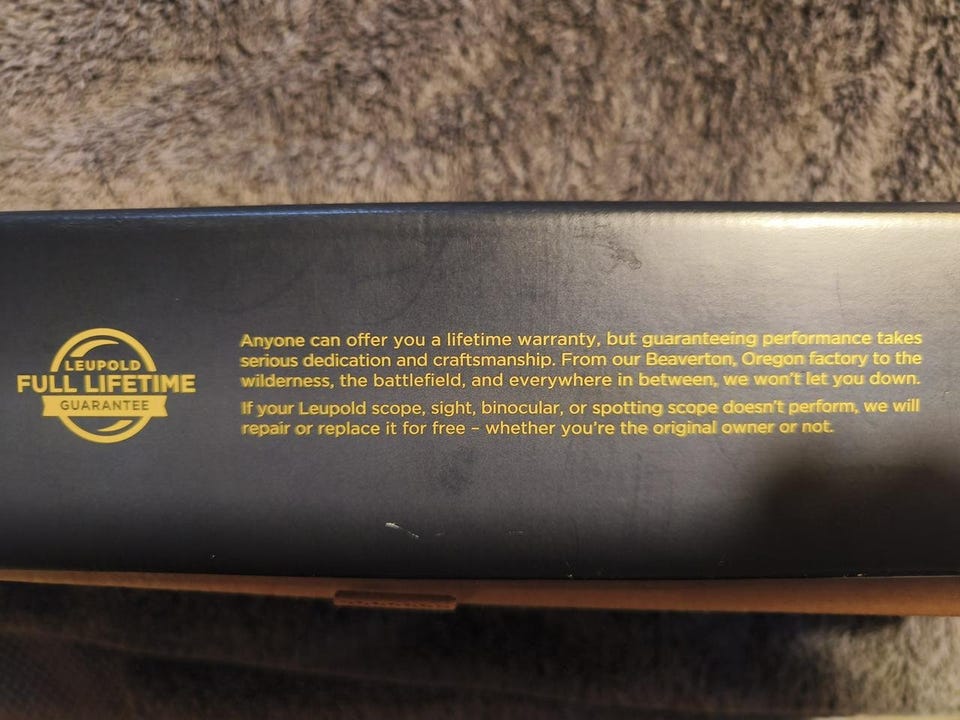 LEUPOLD
FULL LIFETIME
GUARANTEE
Anyone can offer you a lifetime warranty, but guaranteeing performance takes
serious dedication and craftsmanship. From our Beaverton, Oregon factory to the
wilderness, the battlefield, and everywhere in between, we won't let you down.
If your Leupold scope, sight, binocular, or spotting scope doesn't perform, we will
repair or replace it for free – whether you're the original owner or not.